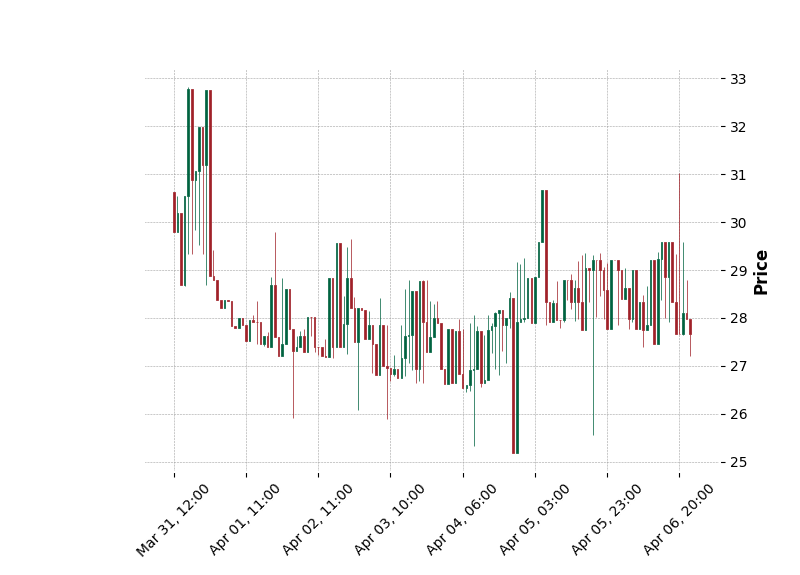 33
32
31
30
29
28
27
26
25
Price
Mar 31, 12:00
Apr 01, 11:00
Apr 02, 11:00
Apr 03, 10:00
Apr 04, 06:00
Apr 05, 03:00
Apr 05, 23:00
Apr 06, 20:00